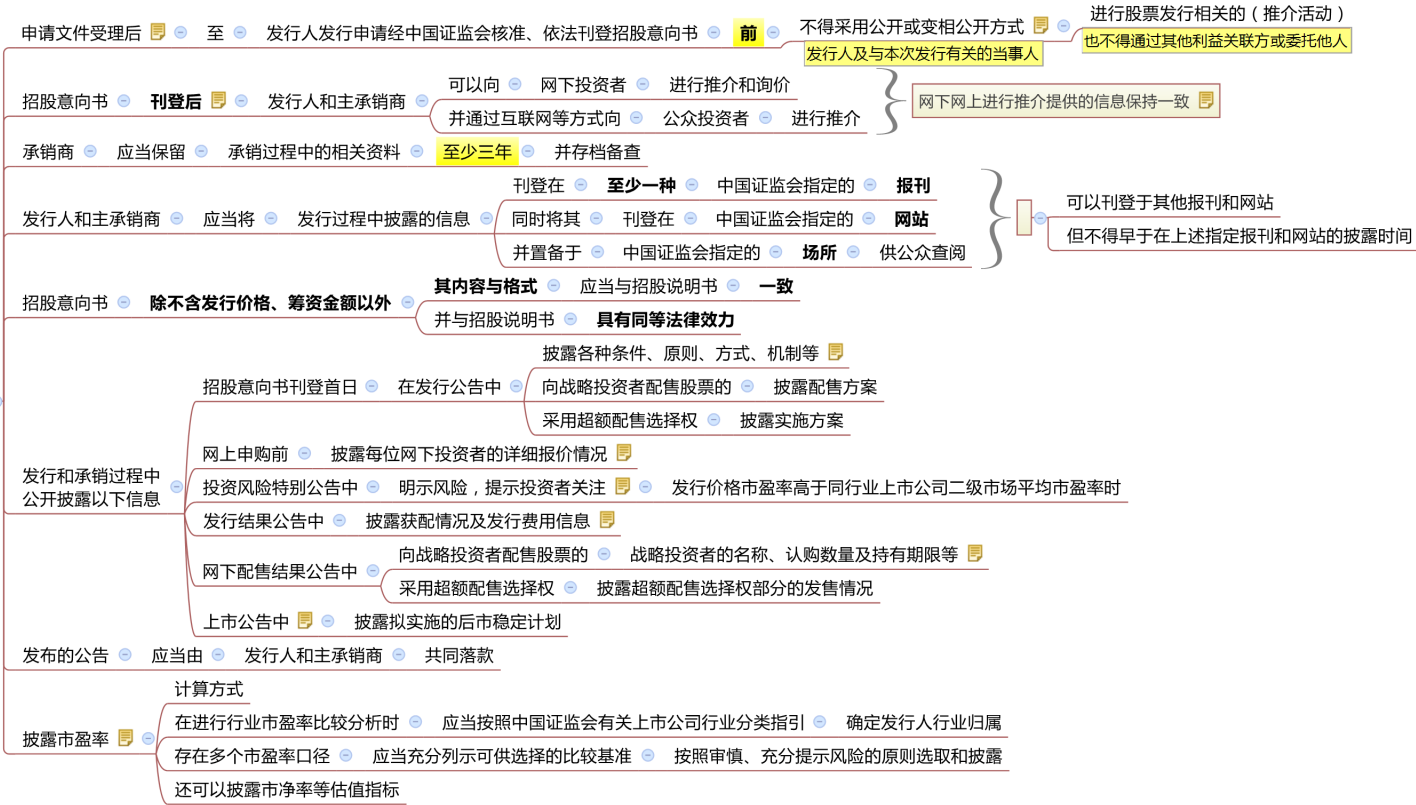 申请文件受理后 至 发行人发行申请经中国证监会核准、依法刊登招股意向书 前 不得采用公开或变相公开方式 进行股票发行相关的（推介活动）
发行人及与本次发行有关的当事人 也不得通过其他利益关联方或委托他人
招股意向书 刊登后 发行人和主承销商
可以向 网下投资者 进行推介和询价
并通过互联网等方式向 公众投资者 进行推介
网下网上进行推介提供的信息保持一致
承销商 应当保留 承销过程中的相关资料 至少三年 并存档备查
发行人和主承销商 应当将 发行过程中披露的信息
刊登在 至少一种 中国证监会指定的 报刊
同时将其 刊登在 中国证监会指定的 网站
并置备于 中国证监会指定的 场所 供公众查阅
可以刊登于其他报刊和网站
但不得早于在上述指定报刊和网站的披露时间
招股意向书 除不含发行价格、筹资金额以外
其内容与格式 应当与招股说明书 一致
并与招股说明书 具有同等法律效力
发行和承销过程中
公开披露以下信息
招股意向书刊登首日 在发行公告中
披露各种条件、原则、方式、机制等
向战略投资者配售股票的 披露配售方案
采用超额配售选择权 披露实施方案
网上申购前 披露每位网下投资者的详细报价情况
投资风险特别公告中 明示风险，提示投资者关注 发行价格市盈率高于同行业上市公司二级市场平均市盈率时
发行结果公告中 披露获配情况及发行费用信息
网下配售结果公告中
向战略投资者配售股票的 战略投资者的名称、认购数量及持有期限等
采用超额配售选择权 披露超额配售选择权部分的发售情况
上市公告中 披露拟实施的后市稳定计划
发布的公告 应当由 发行人和主承销商 共同落款
披露市盈率
计算方式
在进行行业市盈率比较分析时 应当按照中国证监会有关上市公司行业分类指引 确定发行人行业归属
存在多个市盈率口径 应当充分列示可供选择的比较基准 按照审慎、充分提示风险的原则选取和披露
还可以披露市净率等估值指标